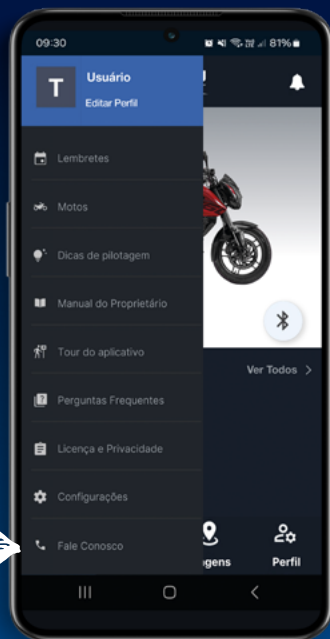 09:30
81%
T
Usuário
Editar Perfil
Lembretes
Motos
Dicas de pilotagem
Manual do Proprietário
Tour do aplicativo
Ver Todos >
Perguntas Frequentes
Licença e Privacidade
Configurações
Fale Conosco
gens
Perfil